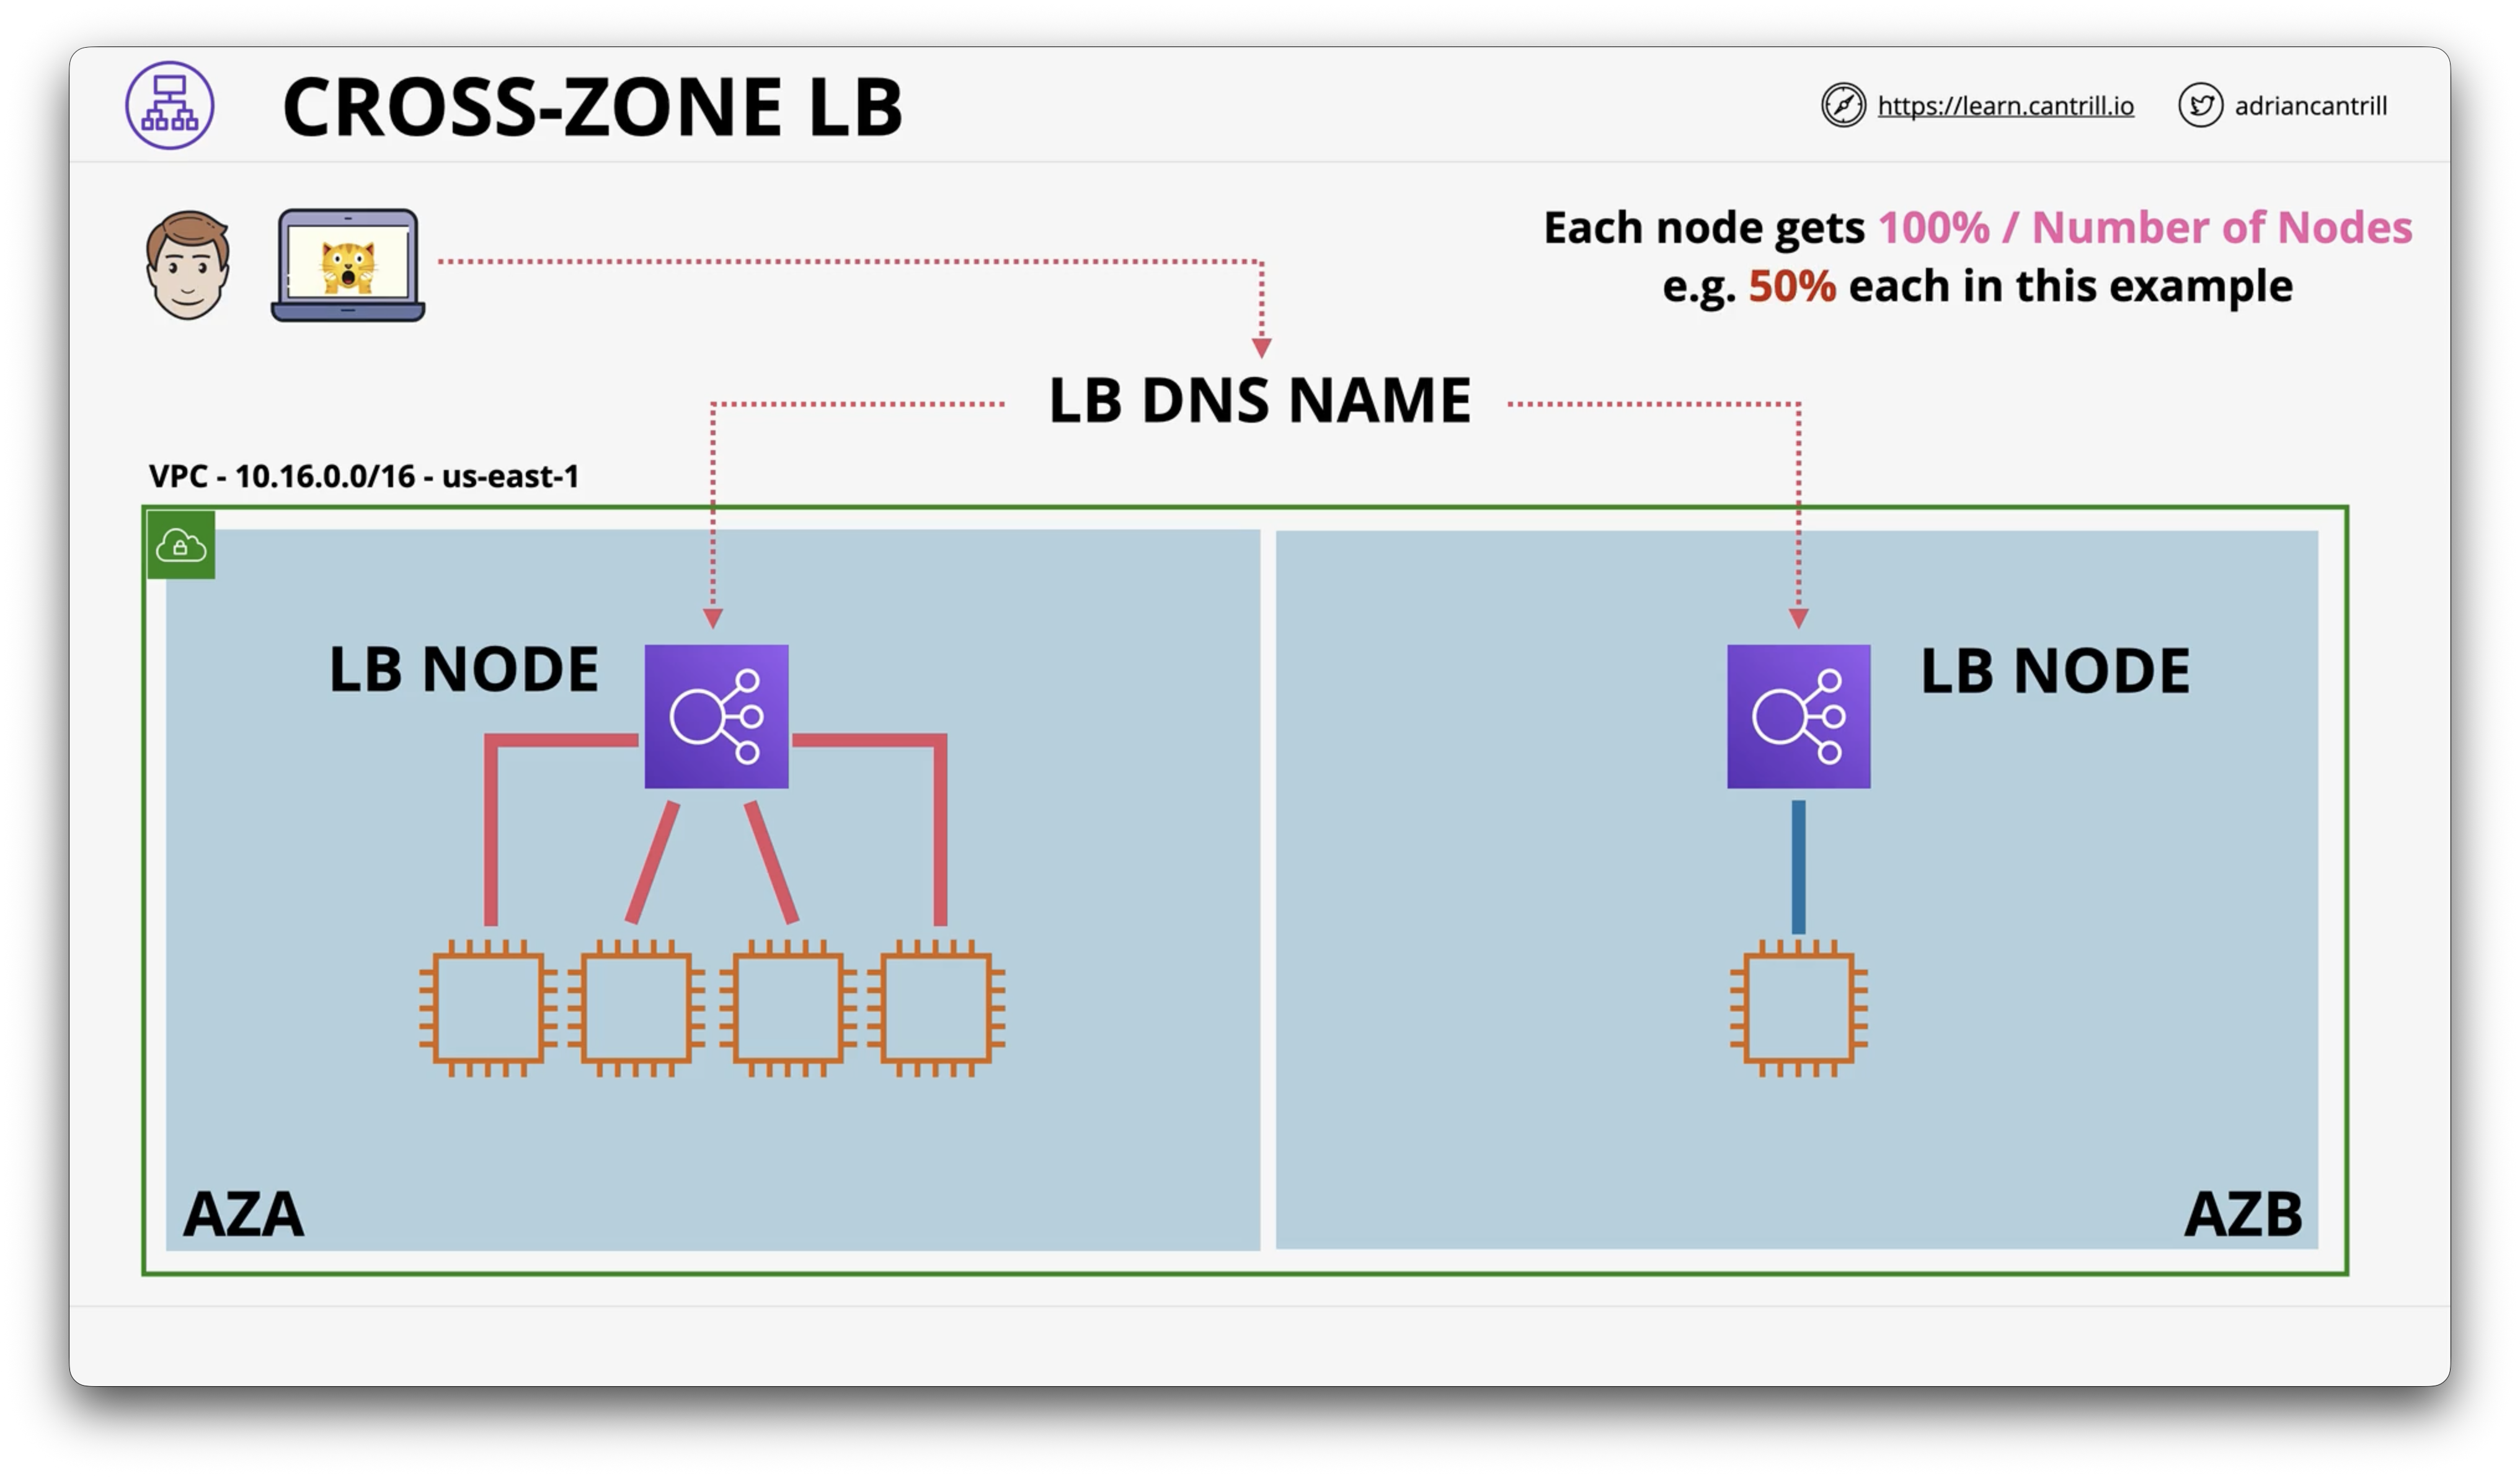 CROSS-ZONE LB
https://learn.cantrill.io
adriancantrill
Each node gets 100% / Number of Nodes
e.g. 50% each in this example
LB DNS NAME
VPC - 10.16.0.0/16 - us-east-1
LB NODE
LB NODE
AZA
AZB